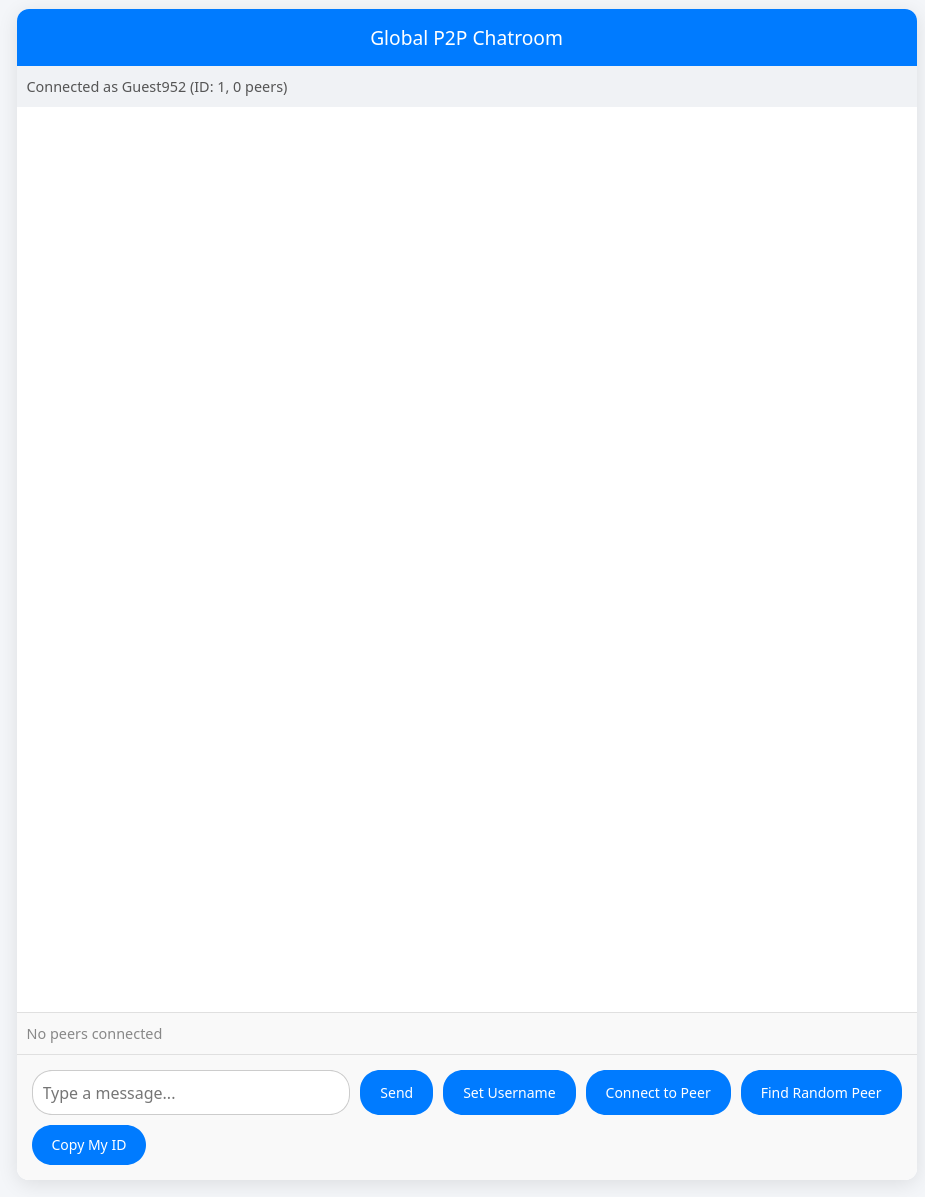 Global P2P Chatroom
Connected as Guest952 (ID: 1, 0 peers)
No peers connected
Type a message...
Send
Set Username
Connect to Peer
Find Random Peer
Copy My ID